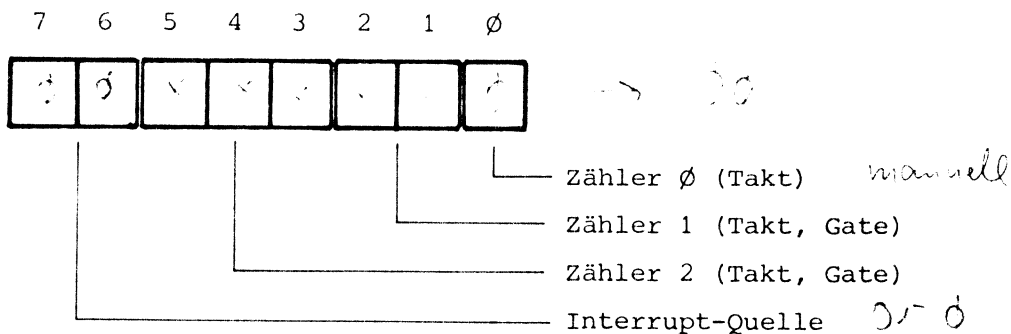 7 6 5 4 3 2 1 Ø
Ø
Zähler Ø (Takt) manuell
Zähler 1 (Takt, Gate)
Zähler 2 (Takt, Gate)
Interrupt-Quelle